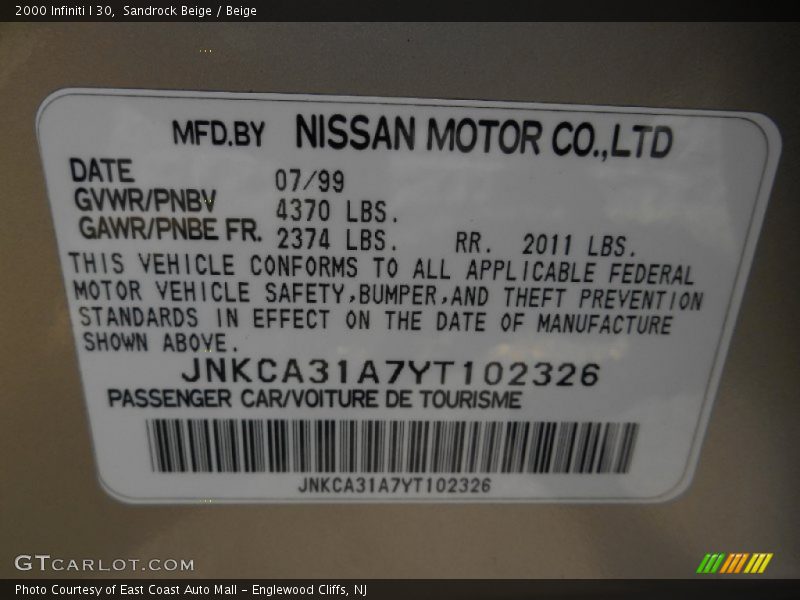 2000 Infiniti I 30,  Sandrock Beige / Beige
MFD.BY NISSAN MOTOR CO.,LTD
DATE 07/99
GVWR/PNBV 4370 LBS.
GAWR/PNBE FR. 2374 LBS. RR. 2011 LBS.
THIS VEHICLE CONFORMS TO ALL APPLICABLE FEDERAL
MOTOR VEHICLE SAFETY,BUMPER,AND THEFT PREVENTION
STANDARDS IN EFFECT ON THE DATE OF MANUFACTURE
SHOWN ABOVE.
JNKCA31A7YT102326
PASSENGER CAR/VOITURE DE TOURISME
JNKCA31A7YT102326
GTCARLOT.COM
Photo Courtesy of East Coast Auto Mall – Englewood Cliffs, NJ